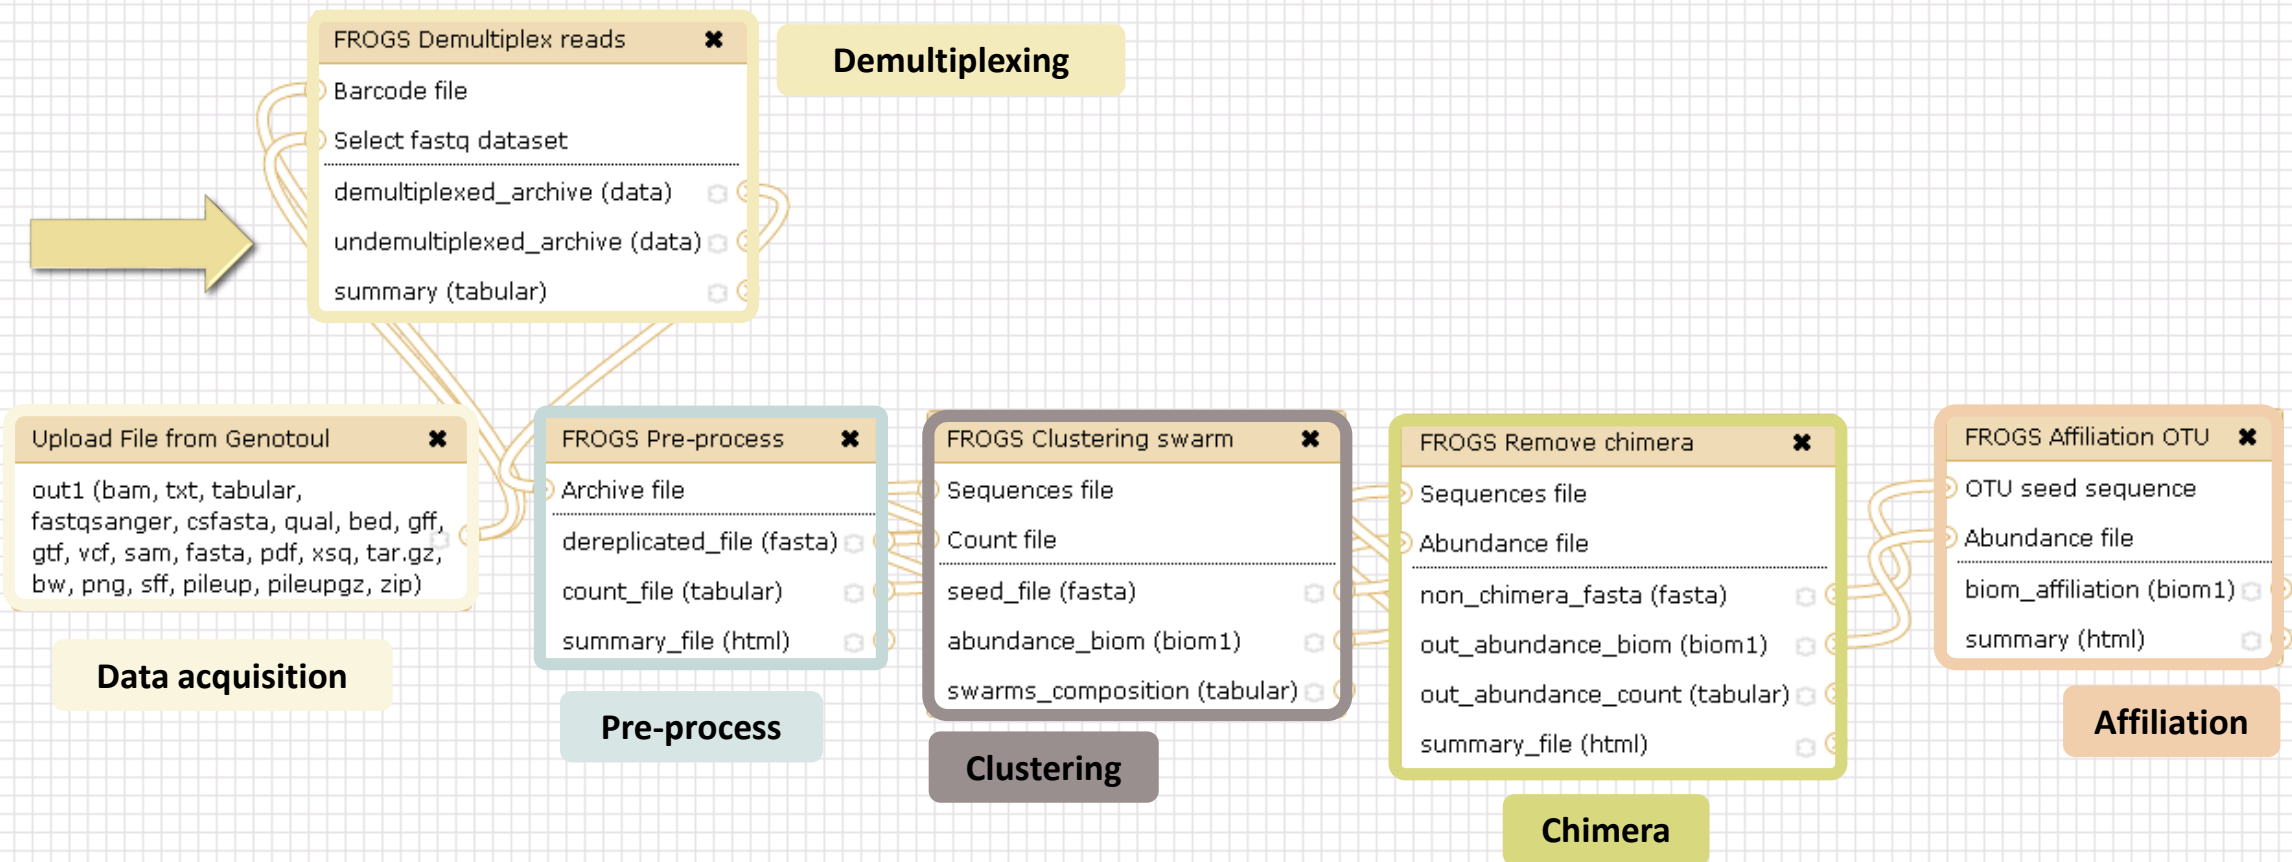 FROGS Demultiplex reads
Barcode file
Select fastq dataset
demultiplexed_archive (data)
undemultiplexed_archive (data)
summary (tabular)
Demultiplexing
Upload File from Genotoul
out1 (bam, txt, tabular,
fastqsanger, csfasta, qual, bed, gff,
gtf, vcf, sam, fasta, pdf, xsq, tar.gz,
bw, png, sff, pileup, pileupgz, zip)
Data acquisition
FROGS Pre-process
Archive file
dereplicated_file (fasta)
count_file (tabular)
summary_file (html)
Pre-process
FROGS Clustering swarm
Sequences file
Count file
seed_file (fasta)
abundance_biom (biom1)
swarms_composition (tabular)
Clustering
FROGS Remove chimera
Sequences file
Abundance file
non_chimera_fasta (fasta)
out_abundance_biom (biom1)
out_abundance_count (tabular)
summary_file (html)
Chimera
FROGS Affiliation OTU
OTU seed sequence
Abundance file
biom_affiliation (biom1)
summary (html)
Affiliation